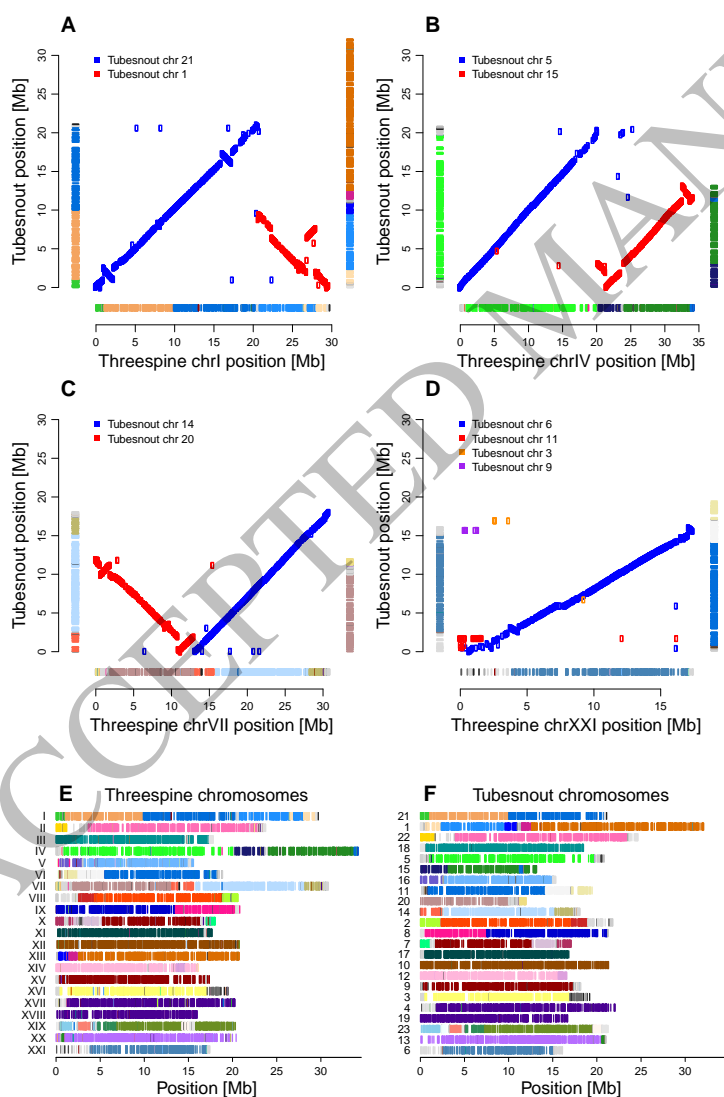 A
Tubesnout chr 21
Tubesnout chr 1
Tubesnout position [Mb]
0 5 10 15 20 25 30
0 5 10 15 20 25 30
Threespine chrI position [Mb]
B
Tubesnout chr 5
Tubesnout chr 15
Tubesnout position [Mb]
0 5 10 15 20 25 30
0 5 10 15 20 25 30 35
Threespine chrIV position [Mb]
C
Tubesnout chr 14
Tubesnout chr 20
Tubesnout position [Mb]
0 5 10 15 20 25 30
0 5 10 15 20 25 30
Threespine chrVII position [Mb]
D
Tubesnout chr 6
Tubesnout chr 11
Tubesnout chr 3
Tubesnout chr 9
Tubesnout position [Mb]
0 5 10 15 20 25 30
0 5 10 15
Threespine chrXXI position [Mb]
E Threespine chromosomes
I
II
III
IV
IV
VI
VII
VIII
IX
X
XI
XII
XIII
XIV
XV
XVI
XVII
XVIII
XIX
XX
XXI
0 5 10 15 20 25 30
Position [Mb]
F Tubesnout chromosomes
21
1
22
18
5
15
16
11
20
14
2
8
7
17
10
12
9
3
4
19
23
13
6
0 5 10 15 20 25 30
Position [Mb]
ACCEPTED MAN